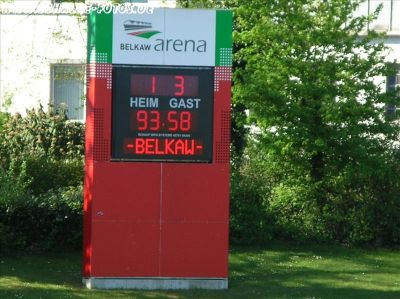 BELKAW arena
1 3
HEIM GAST
93:58
-BELKAW-